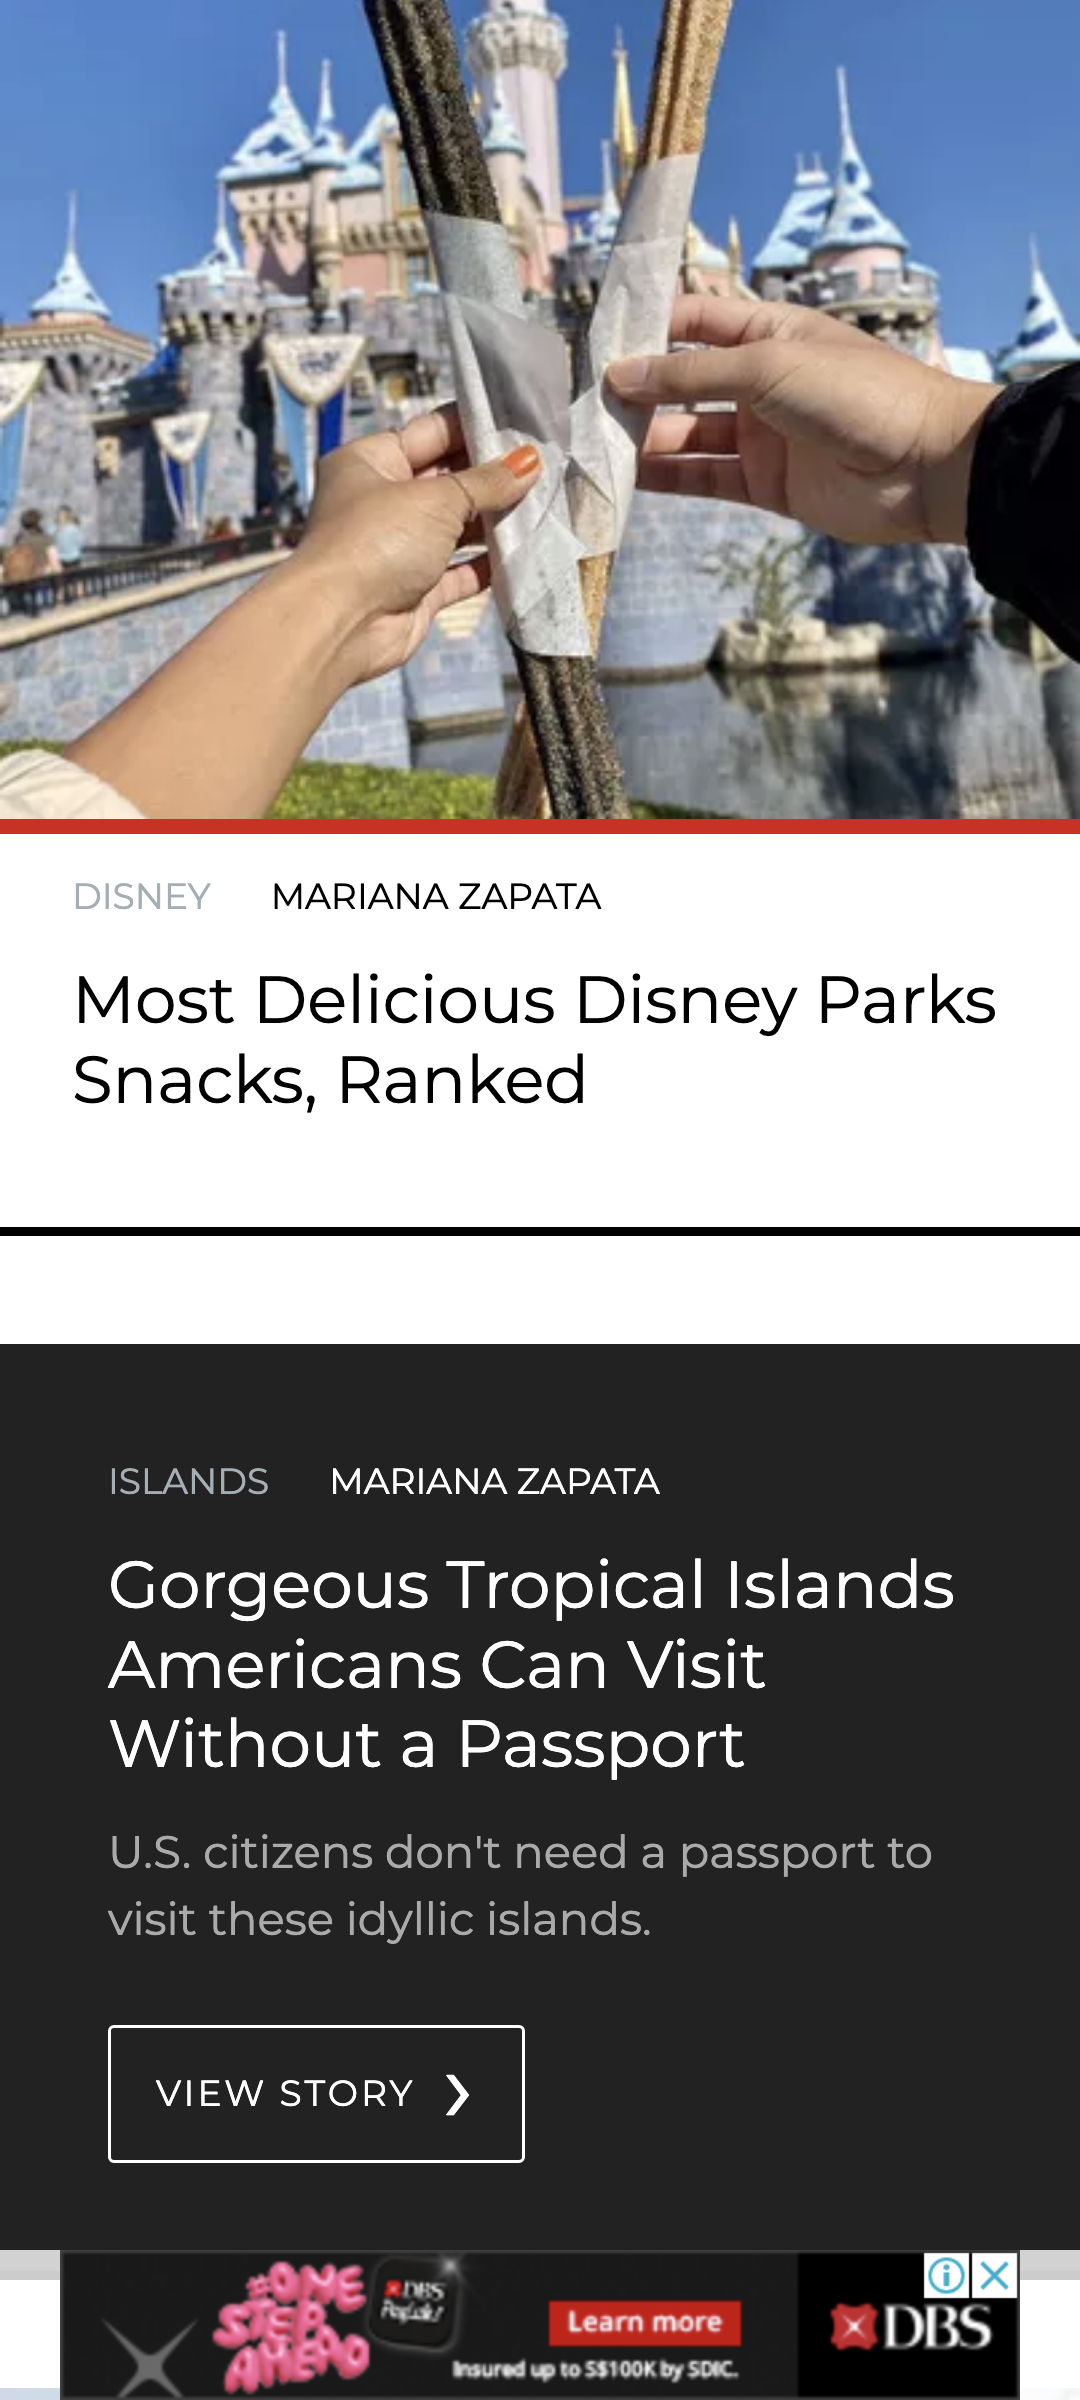 DISNEY MARIANA ZAPATA
Most Delicious Disney Parks
Snacks, Ranked
ISLANDS MARIANA ZAPATA
Gorgeous Tropical Islands
Americans Can Visit
Without a Passport
U.S. citizens don't need a passport to
visit these idyllic islands.
VIEW STORY
#ONE
STEP
AHEAD
DBS
PayLah!
Learn more
Insured up to S$100K by SDIC.
DBS